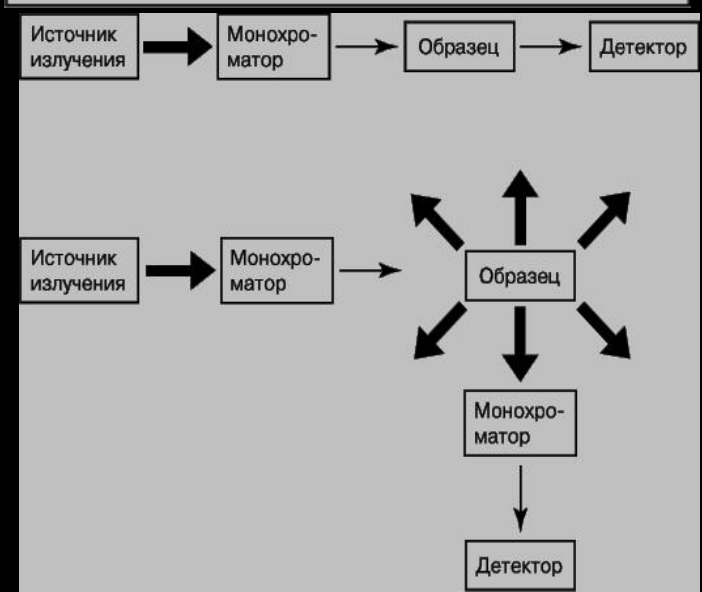 Источник
излучения
Монохро-
матор
Образец
Детектор
Источник
излучения
Монохро-
матор
Образец
Монохро-
матор
Детектор